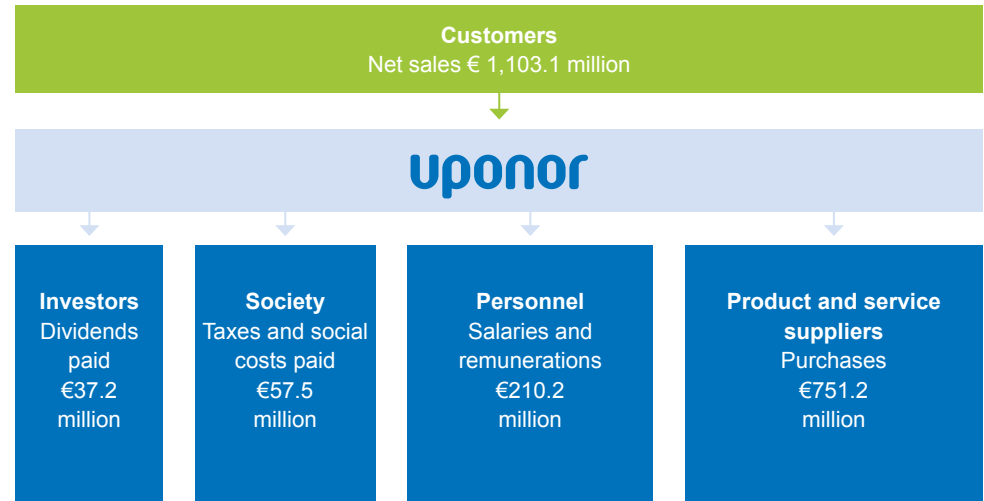 Customers
Net sales € 1,103.1 million
uponor
Investors
Dividends
paid
€37.2
million
Society
Taxes and social
costs paid
€57.5
million
Personnel
Salaries and
remunerations
€210.2
million
Product and service
suppliers
Purchases
€751.2
million